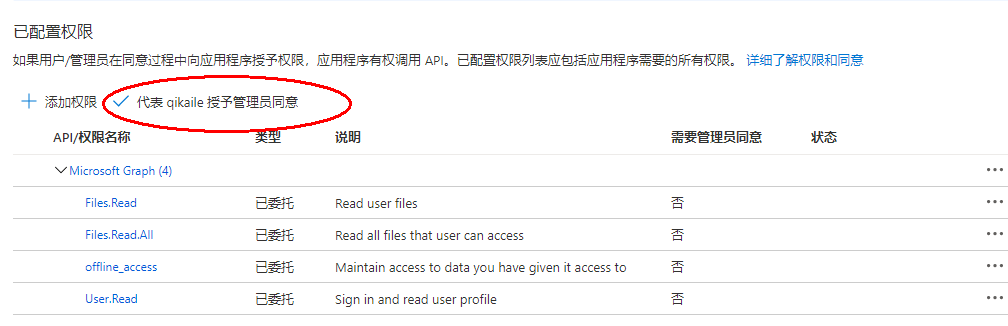 已配置权限
如果用户/管理员在同意过程中向应用程序授予权限，应用程序有权调用 API。已配置权限列表应包括应用程序需要的所有权限。 详细了解权限和同意
添加权限 代表 qikaile 授予管理员同意
API/权限名称 类型 说明 需要管理员同意 状态
Microsoft Graph (4)
Files.Read 已委托 Read user files 否
Files.Read.All 已委托 Read all files that user can access 否
offline_access 已委托 Maintain access to data you have given it access to 否
User.Read 已委托 Sign in and read user profile 否